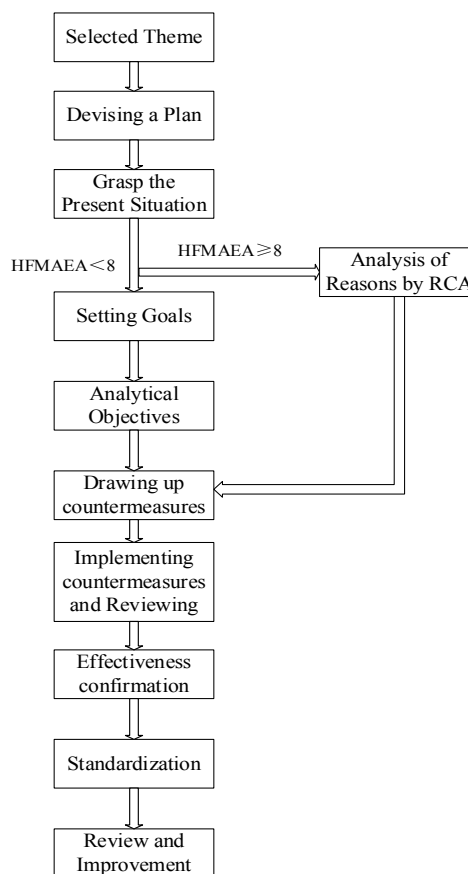 Selected Theme
Devising a Plan
Grasp the
Present Situation
HFMAEA＜8
HFMAEA≥8
Analysis of
Reasons by RCA
Setting Goals
Analytical
Objectives
Drawing up
countermeasures
Implementing
countermeasures
and Reviewing
Effectiveness
confirmation
Standardization
Review and
Improvement